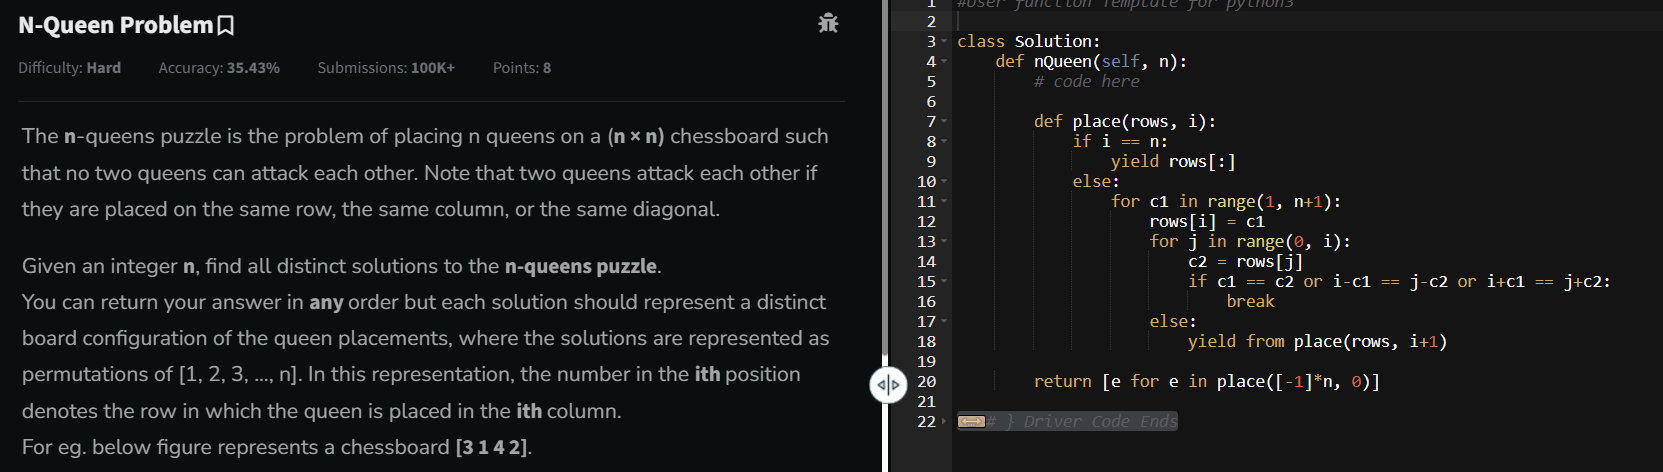 N-Queen Problem
Difficulty: Hard Accuracy: 35.43% Submissions: 100K+ Points: 8
The n-queens puzzle is the problem of placing n queens on a (n × n) chessboard such
that no two queens can attack each other. Note that two queens attack each other if
they are placed on the same row, the same column, or the same diagonal.
Given an integer n, find all distinct solutions to the n-queens puzzle.
You can return your answer in any order but each solution should represent a distinct
board configuration of the queen placements, where the solutions are represented as
permutations of [1, 2, 3, ..., n]. In this representation, the number in the ith position
denotes the row in which the queen is placed in the ith column.
For eg. below figure represents a chessboard [3 1 4 2].
1 #User function Template for python3
2
3 class Solution:
4     def nQueen(self, n):
5         # code here
6
7         def place(rows, i):
8             if i == n:
9                 yield rows[:]
10             else:
11                 for c1 in range(1, n+1):
12                     rows[i] = c1
13                     for j in range(0, i):
14                         c2 = rows[j]
15                         if c1 == c2 or i-c1 == j-c2 or i+c1 == j+c2:
16                             break
17                     else:
18                         yield from place(rows, i+1)
19
20         return [e for e in place([-1]*n, 0)]
21
22 # } Driver Code Ends